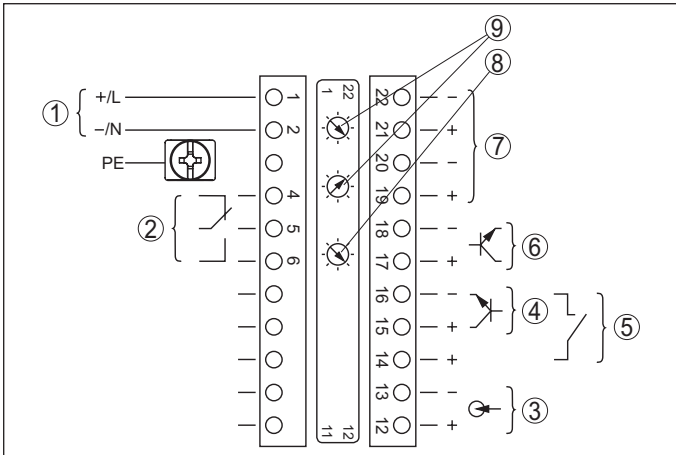 ⑨
⑧
① +/L 1 1 22 22 −
−/N 2 21 + ⑦
PE 20 −
4 19 +
② 5 18 − ⑥
6 17 +
16 − ④
15 + ⑤
14 +
13 − ③
11 12 12 +